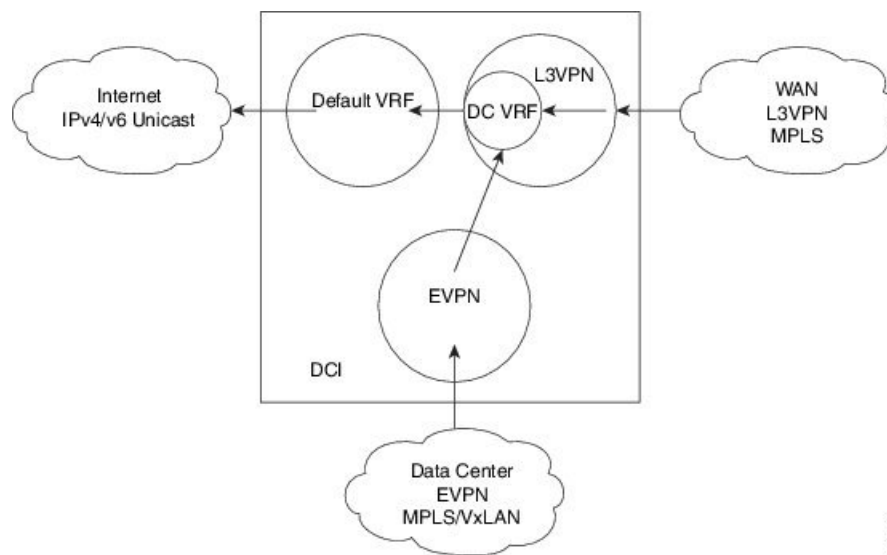 Internet
IPv4/v6 Unicast
Default VRF
L3VPN
DC VRF
WAN
L3VPN
MPLS
EVPN
DCI
Data Center
EVPN
MPLS/VxLAN